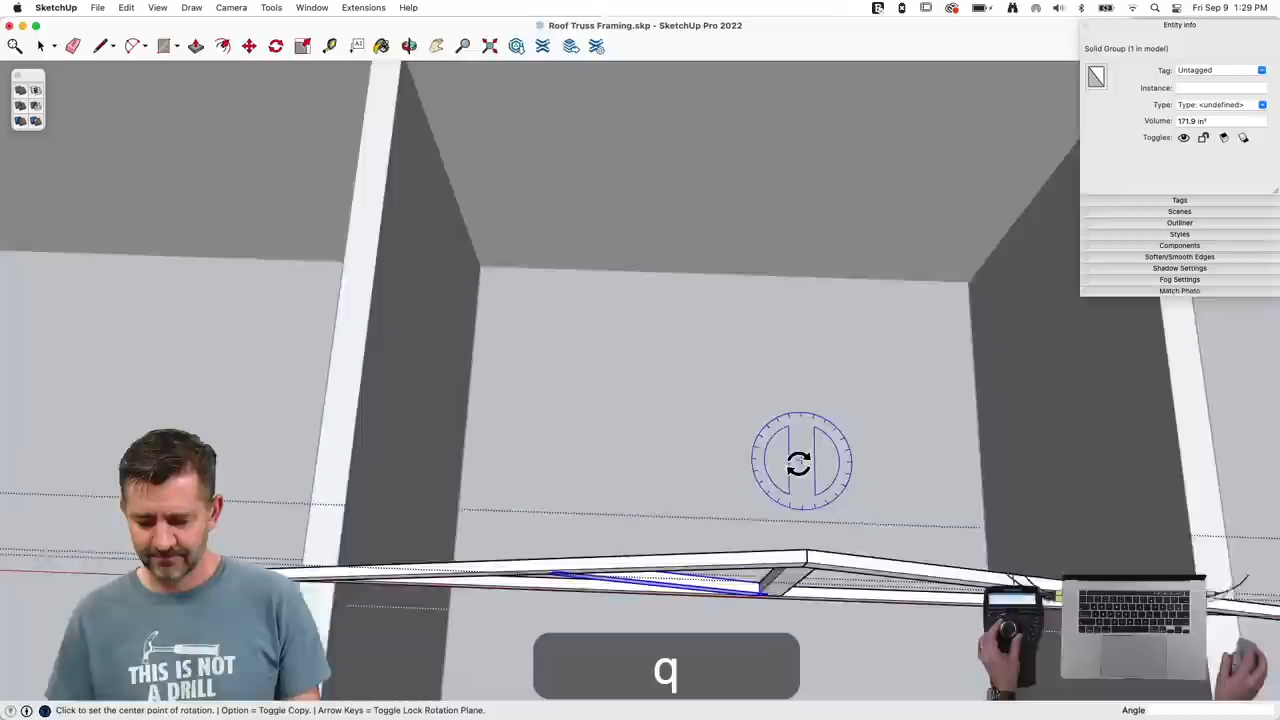 SketchUp File Edit View Draw Camera Tools Window Extensions Help Fri Sep 9 1:29 PM
Roof Truss Framing.skp - SketchUp Pro 2022
Entity Info
Solid Group (1 in model)
Tag: Untagged
Instance:
Type: Type: <undefined>
Volume: 171.9 in³
Toggles:
Tags
Scenes
Outliner
Styles
Components
Soften/Smooth Edges
Shadow Settings
Fog Settings
Match Photo
THIS IS NOT
A DRILL
q
Click to set the center point of rotation. | Option = Toggle Copy. | Arrow Keys = Toggle Lock Rotation Plane. Angle